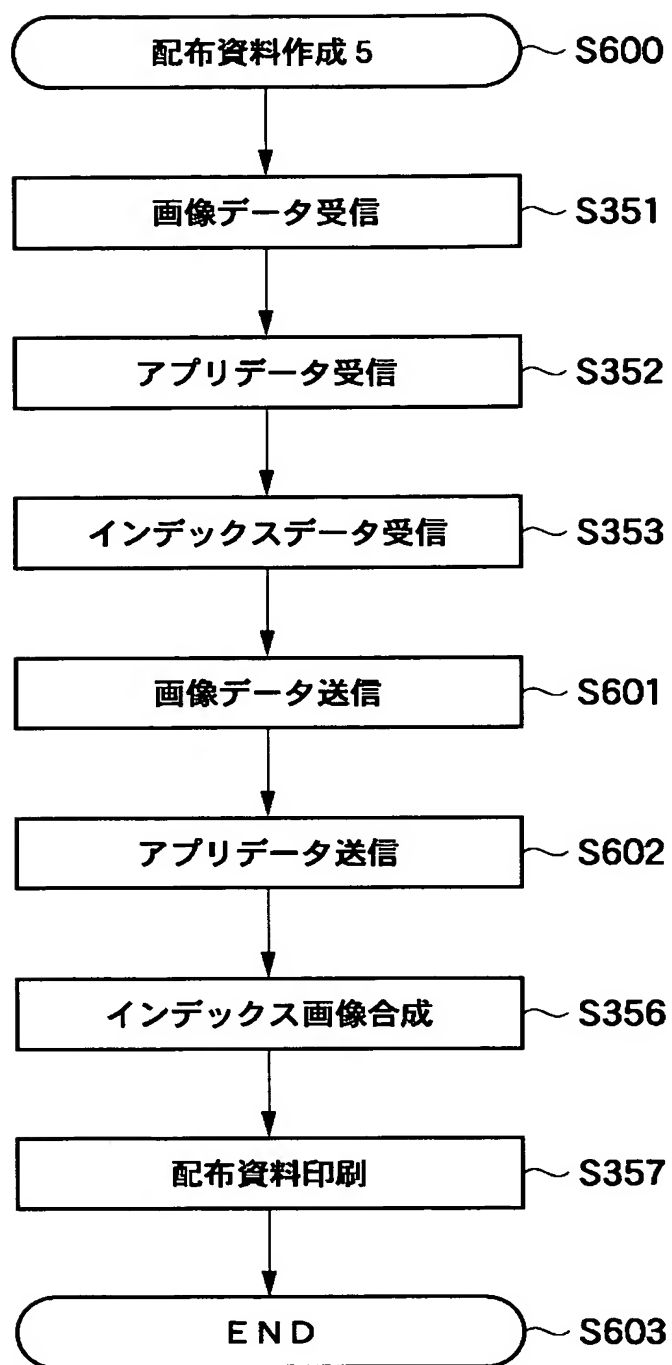 配布資料作成５ S600
画像データ受信 S351
アプリデータ受信 S352
インデックスデータ受信 S353
画像データ送信 S601
アプリデータ送信 S602
インデックス画像合成 S356
配布資料印刷 S357
ＥＮＤ S603